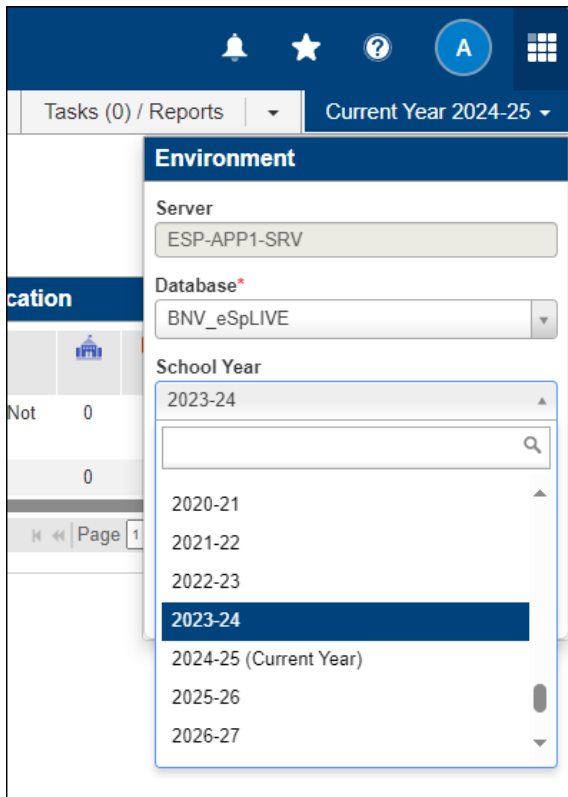 A
Tasks (0) / Reports
Current Year 2024-25
Environment
Server
ESP-APP1-SRV
Database*
BNV_eSpLIVE
School Year
2023-24
2020-21
2021-22
2022-23
2023-24
2024-25 (Current Year)
2025-26
2026-27
cation
Not 0
0
Page 1